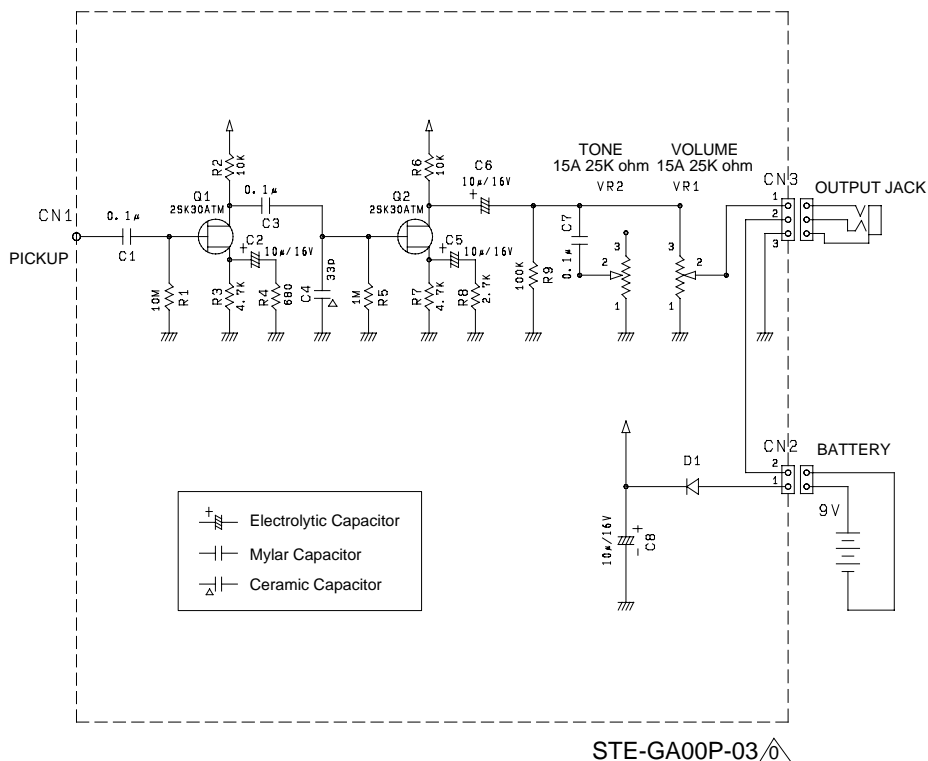 TONE
15A 25K ohm
VR2
VOLUME
15A 25K ohm
VR1
R2
10K
R6
10K
C6
10μ/16V
+
CN3
OUTPUT JACK
1
2
3
CN1
PICKUP
0.1μ
C1
Q1
2SK30ATM
0.1μ
C3
Q2
2SK30ATM
+
C2
10μ/16V
+
C5
10μ/16V
C7
0.1μ
3
2
1
3
2
1
10M
R1
R3
4.7K
R4
680
C4
33p
1M
R5
R7
4.7K
R8
2.7K
100K
R9
CN2
BATTERY
2
1
D1
9V
10μ/16V
+
-
C8
+
Electrolytic Capacitor
Mylar Capacitor
Ceramic Capacitor
STE-GA00P-03 0